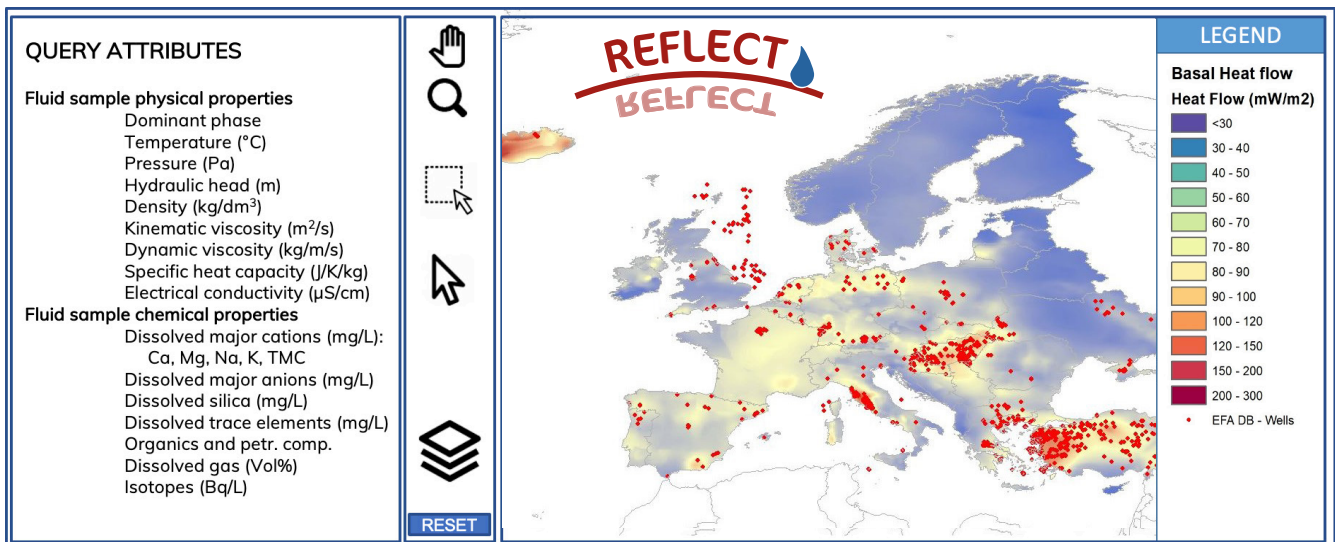 QUERY ATTRIBUTES
Fluid sample physical properties
Dominant phase
Temperature (°C)
Pressure (Pa)
Hydraulic head (m)
Density (kg/dm³)
Kinematic viscosity (m²/s)
Dynamic viscosity (kg/m/s)
Specific heat capacity (J/K/kg)
Electrical conductivity (µS/cm)
Fluid sample chemical properties
Dissolved major cations (mg/L):
Ca, Mg, Na, K, TMC
Dissolved major anions (mg/L)
Dissolved silica (mg/L)
Dissolved trace elements (mg/L)
Organics and petr. comp.
Dissolved gas (Vol%)
Isotopes (Bq/L)
RESET
REFLECT
REFLECT
LEGEND
Basal Heat flow
Heat Flow (mW/m2)
<30
30 - 40
40 - 50
50 - 60
60 - 70
70 - 80
80 - 90
90 - 100
100 - 120
120 - 150
150 - 200
200 - 300
EFA DB - Wells